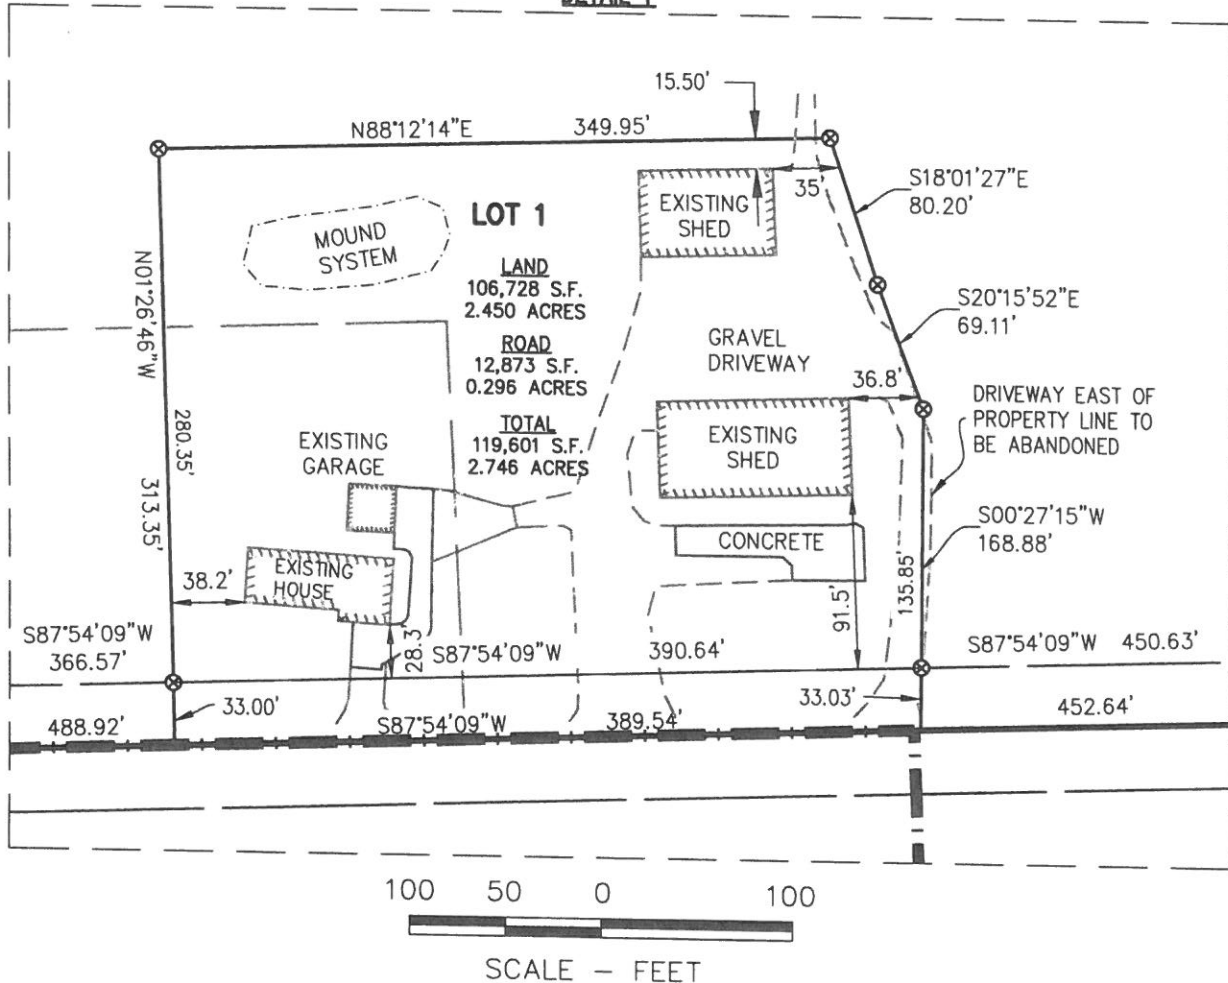 15.50'
N88°12'14"E 349.95'
35'
S18°01'27"E
80.20'
EXISTING
SHED
LOT 1
MOUND
SYSTEM
LAND
106,728 S.F.
2.450 ACRES
ROAD
12,873 S.F.
0.296 ACRES
TOTAL
119,601 S.F.
2.746 ACRES
N01°26'46"W
280.35'
313.35'
S20°15'52"E
69.11'
GRAVEL
DRIVEWAY
36.8'
DRIVEWAY EAST OF
PROPERTY LINE TO
BE ABANDONED
EXISTING
GARAGE
EXISTING
SHED
S00°27'15"W
168.88'
CONCRETE
EXISTING
HOUSE
38.2'
28.3'
91.5'
135.85'
S87°54'09"W
366.57'
S87°54'09"W 390.64'
S87°54'09"W 450.63'
33.00'
33.03'
488.92'
S87°54'09"W 389.54'
452.64'
100 50 0 100
SCALE – FEET